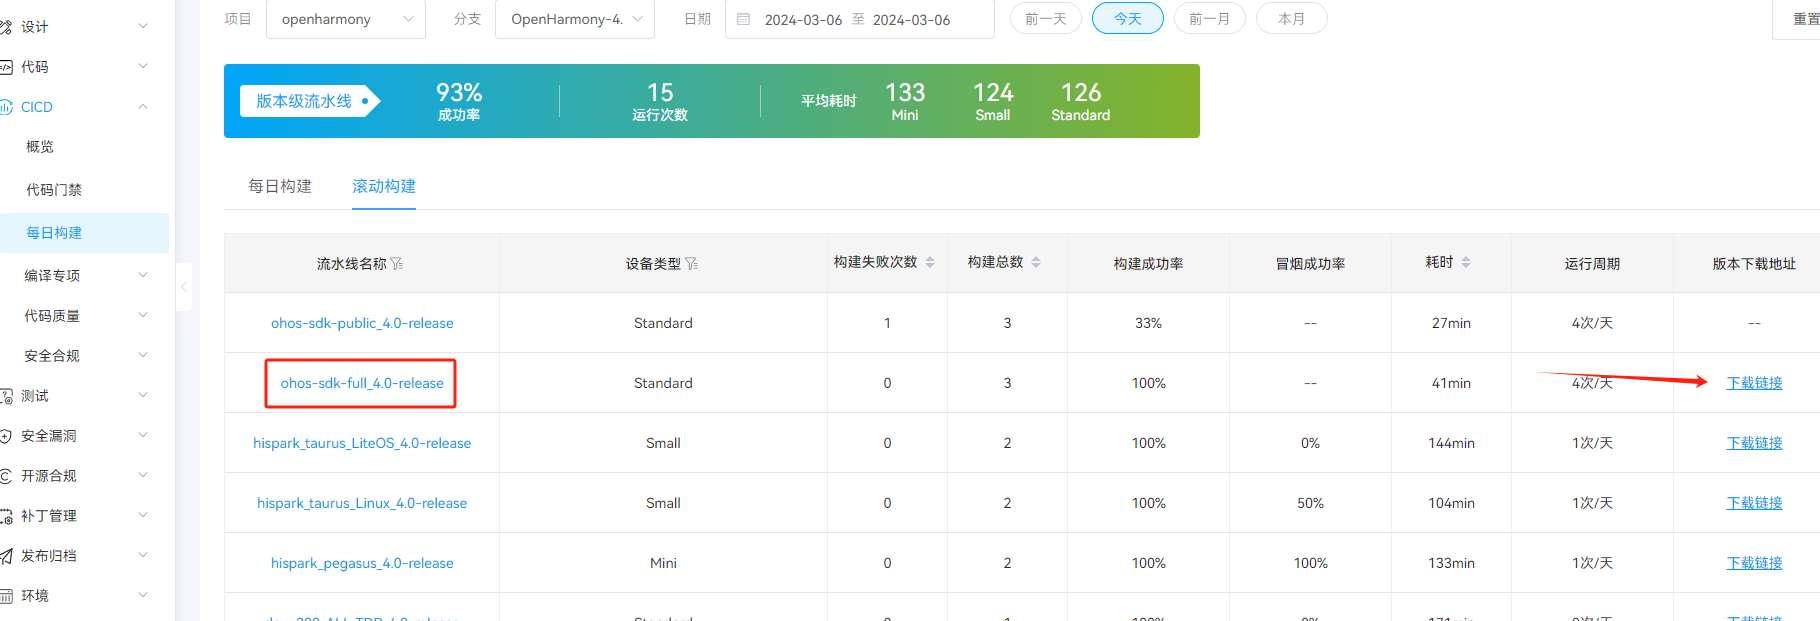 项目 openharmony 分支 OpenHarmony-4. 日期 2024-03-06 至 2024-03-06 前一天 今天 前一月 本月 重置
设计
代码
CICD
概览
代码门禁
每日构建
编译专项
代码质量
安全合规
测试
安全漏洞
开源合规
补丁管理
发布归档
环境
版本级流水线
93%
成功率
15
运行次数
平均耗时
133
Mini
124
Small
126
Standard
每日构建 滚动构建
流水线名称 设备类型 构建失败次数 构建总数 构建成功率 冒烟成功率 耗时 运行周期 版本下载地址
ohos-sdk-public_4.0-release Standard 1 3 33% -- 27min 4次/天 --
ohos-sdk-full_4.0-release Standard 0 3 100% -- 41min 4次/天 下载链接
hispark_taurus_LiteOS_4.0-release Small 0 2 100% 0% 144min 1次/天 下载链接
hispark_taurus_Linux_4.0-release Small 0 2 100% 50% 104min 1次/天 下载链接
hispark_pegasus_4.0-release Mini 0 2 100% 100% 133min 1次/天 下载链接